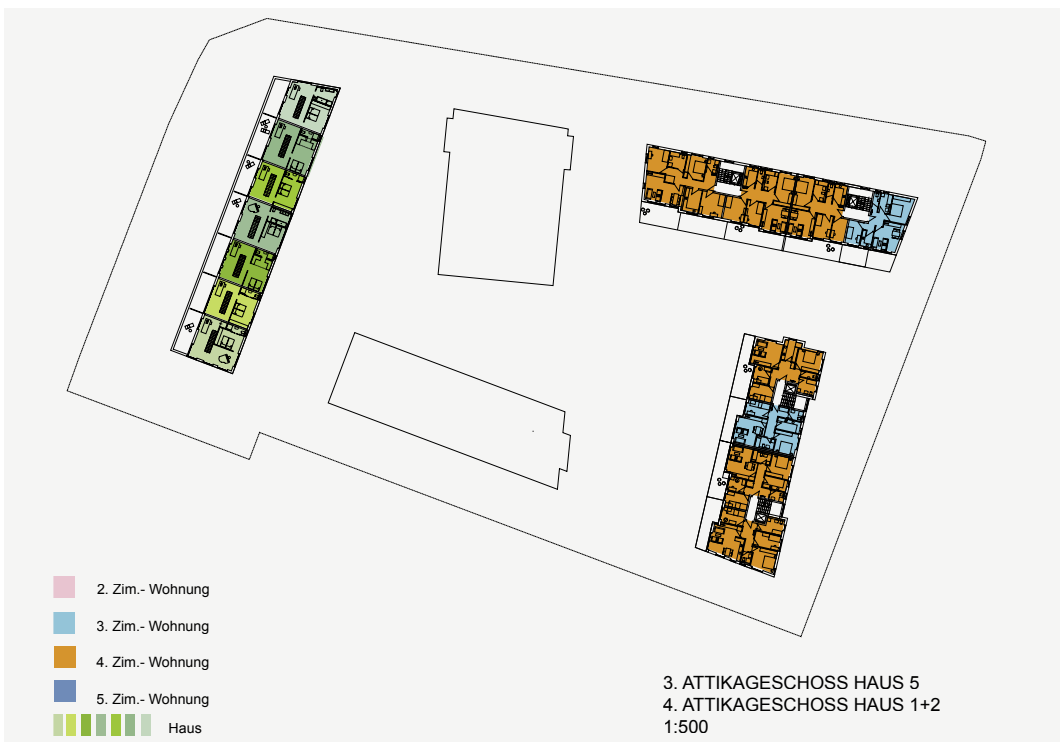 2. Zim.- Wohnung
3. Zim.- Wohnung
4. Zim.- Wohnung
5. Zim.- Wohnung
Haus
3. ATTIKAGESCHOSS HAUS 5
4. ATTIKAGESCHOSS HAUS 1+2
1:500